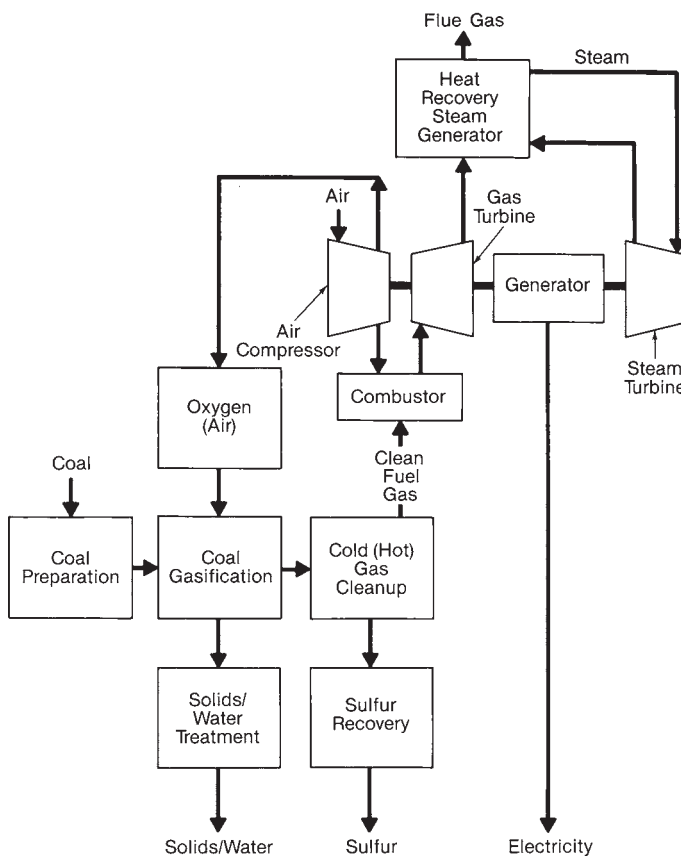 Flue Gas
Steam
Heat
Recovery
Steam
Generator
Air
Gas
Turbine
Generator
Air
Compressor
Steam
Turbine
Combustor
Oxygen
(Air)
Clean
Fuel
Gas
Coal
Coal
Preparation
Coal
Gasification
Cold (Hot)
Gas
Cleanup
Solids/
Water
Treatment
Sulfur
Recovery
Solids/Water
Sulfur
Electricity